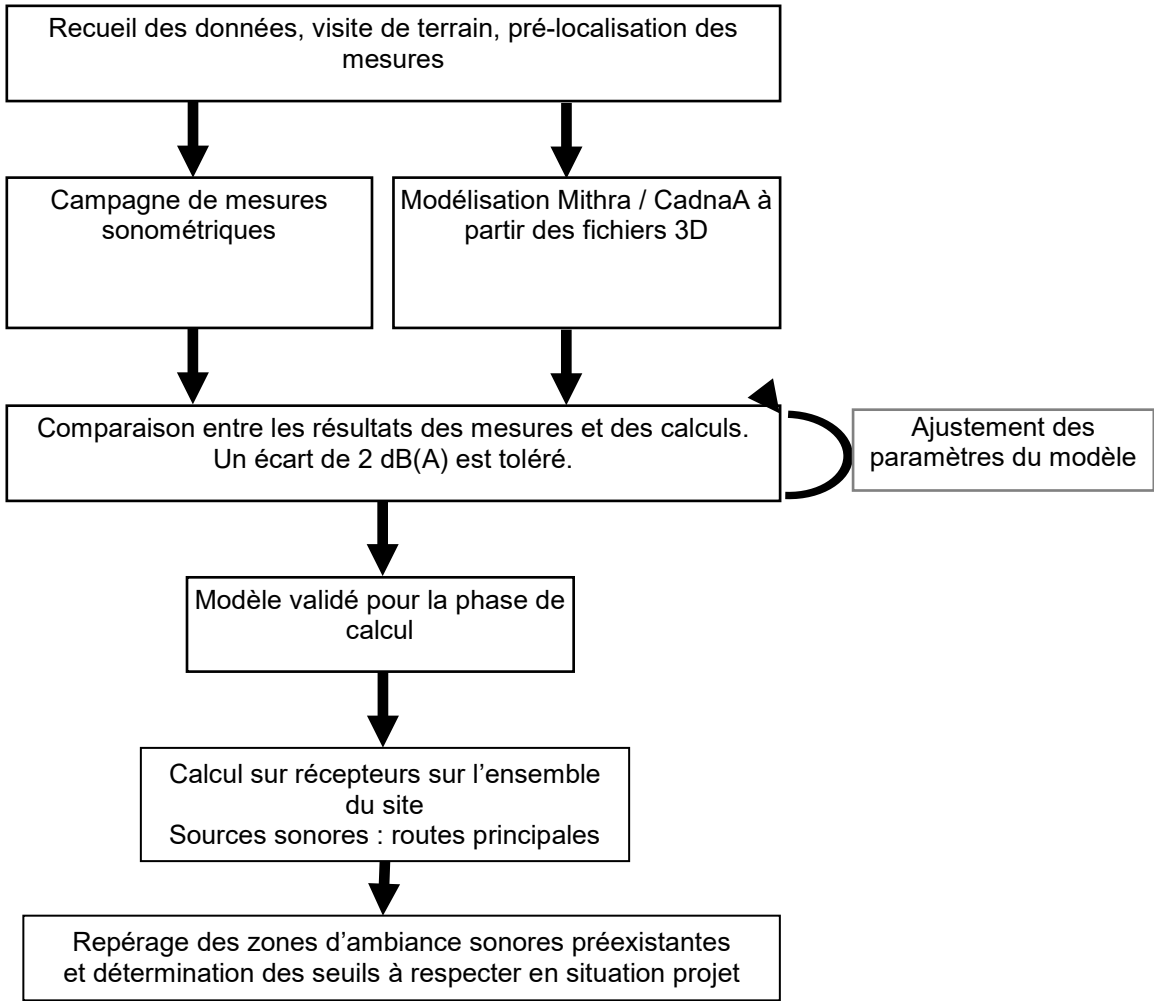 Recueil des données, visite de terrain, pré-localisation des
mesures
Campagne de mesures
sonométriques
Modélisation Mithra / CadnaA à
partir des fichiers 3D
Comparaison entre les résultats des mesures et des calculs.
Un écart de 2 dB(A) est toléré.
Ajustement des
paramètres du modèle
Modèle validé pour la phase de
calcul
Calcul sur récepteurs sur l’ensemble
du site
Sources sonores : routes principales
Repérage des zones d’ambiance sonores préexistantes
et détermination des seuils à respecter en situation projet